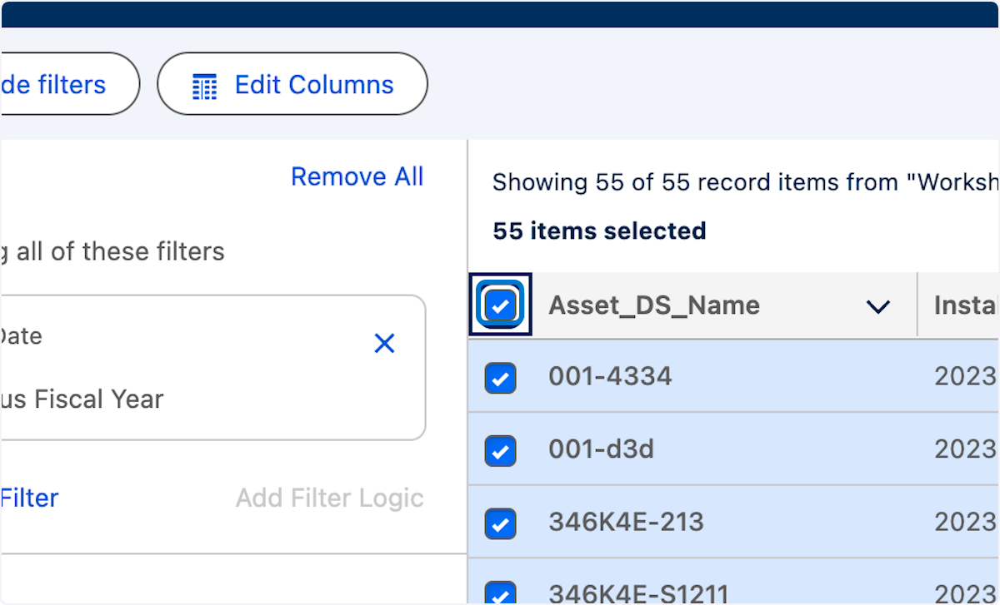 de filters
Edit Columns
Remove All
g all of these filters
Date
us Fiscal Year
Filter
Add Filter Logic
Showing 55 of 55 record items from "Worksh
55 items selected
Asset_DS_Name
Insta
001-4334
2023
001-d3d
2023
346K4E-213
2023
346K4E-S1211
2023